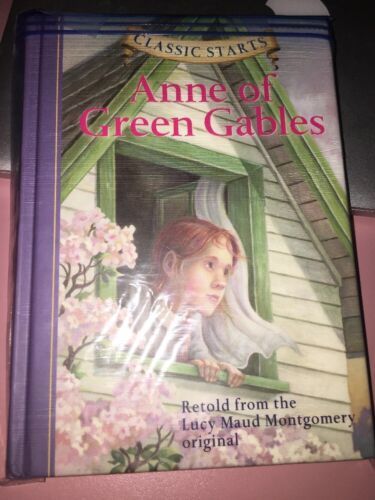 CLASSIC STARTS
Anne of
Green Gables
Retold from the
Lucy Maud Montgomery
original